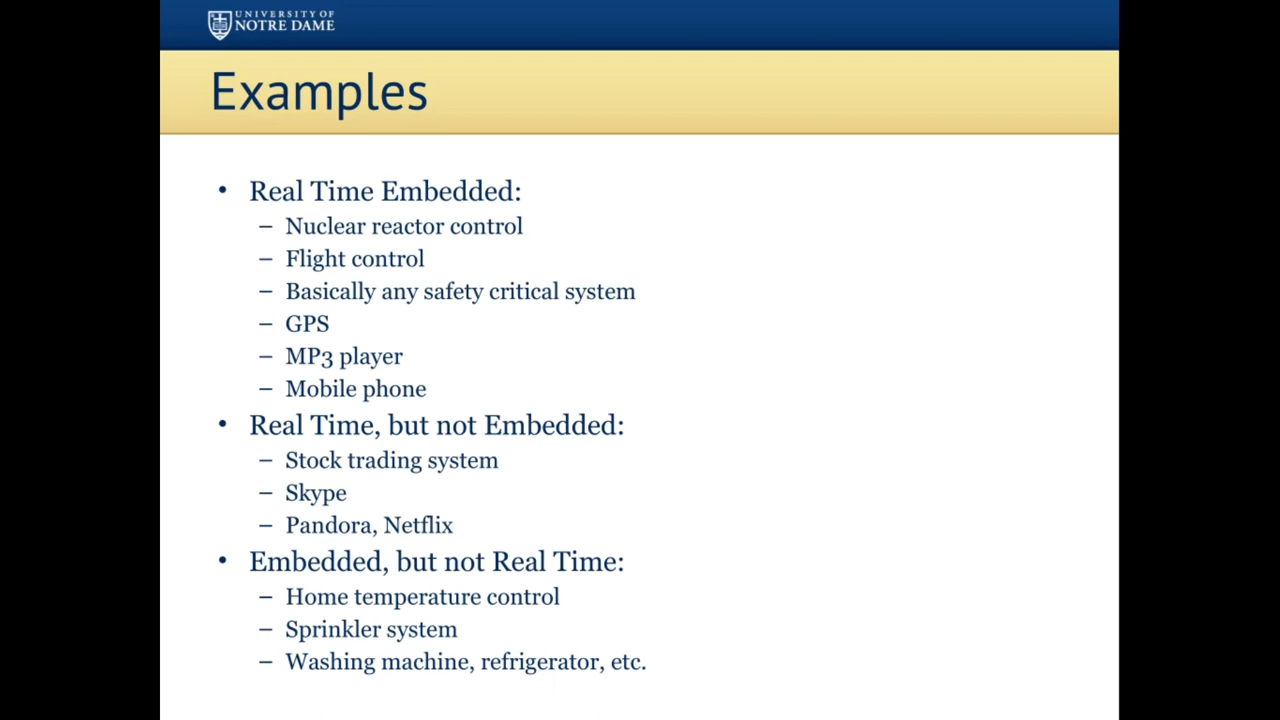 UNIVERSITY OF
NOTRE DAME
Examples
• Real Time Embedded:
– Nuclear reactor control
– Flight control
– Basically any safety critical system
– GPS
– MP3 player
– Mobile phone
• Real Time, but not Embedded:
– Stock trading system
– Skype
– Pandora, Netflix
• Embedded, but not Real Time:
– Home temperature control
– Sprinkler system
– Washing machine, refrigerator, etc.